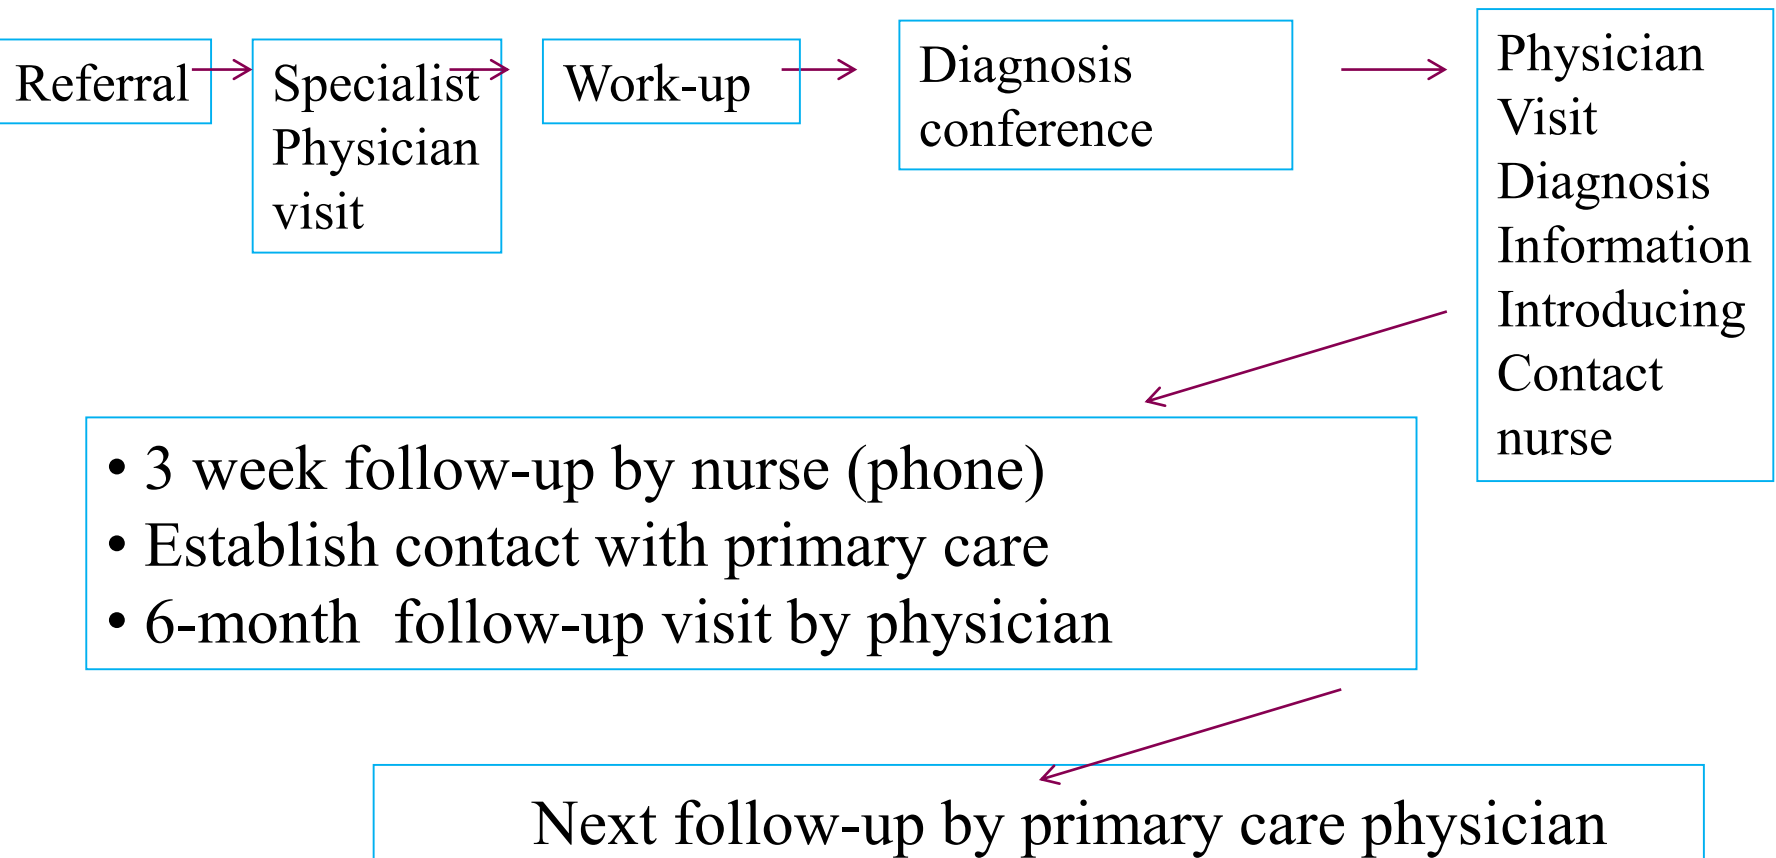 Referral
Specialist
Physician
visit
Work-up
Diagnosis
conference
Physician
Visit
Diagnosis
Information
Introducing
Contact
nurse
• 3 week follow-up by nurse (phone)
• Establish contact with primary care
• 6-month follow-up visit by physician
Next follow-up by primary care physician